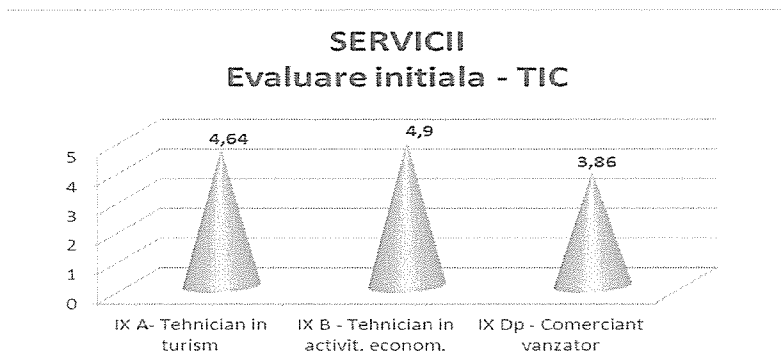 SERVICII
Evaluare initiala - TIC
4,64
4,9
3,86
5
4
3
2
1
0
IX A- Tehnician in
turism
IX B - Tehnician in
activit. econom.
IX Dp - Comerciant
vanzator